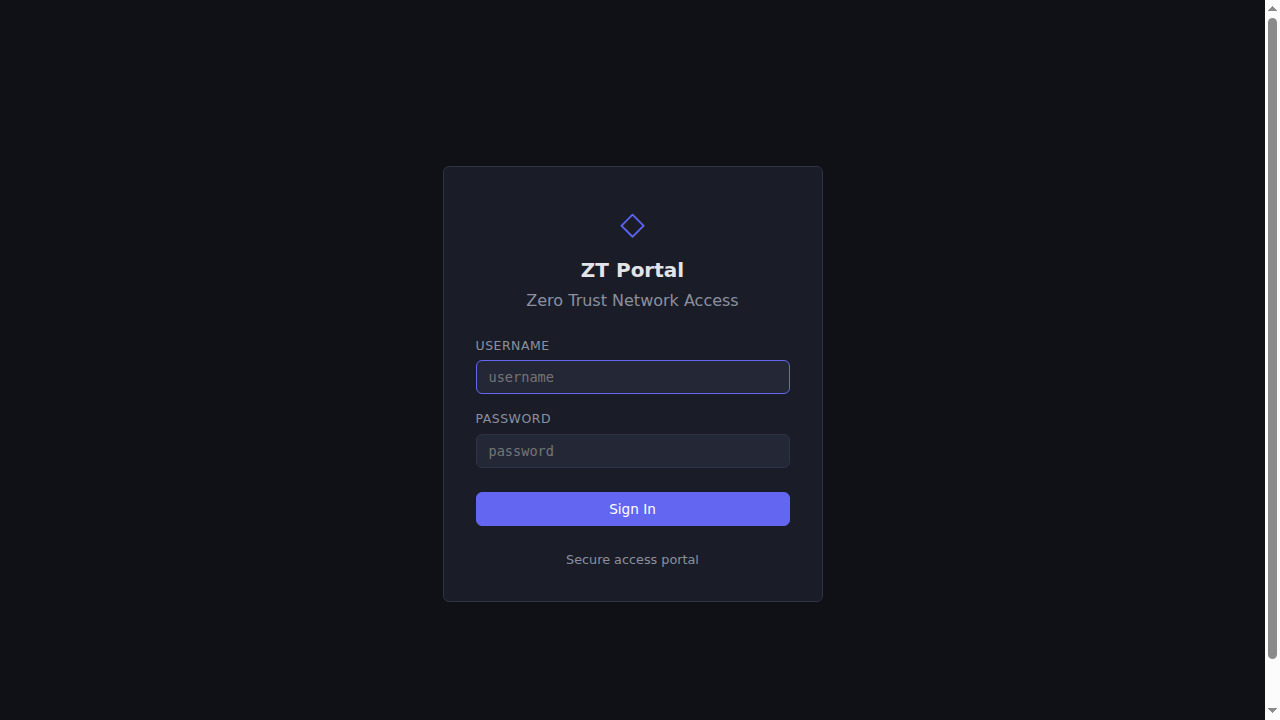 ZT Portal
Zero Trust Network Access
USERNAME
username
PASSWORD
password
Sign In
Secure access portal